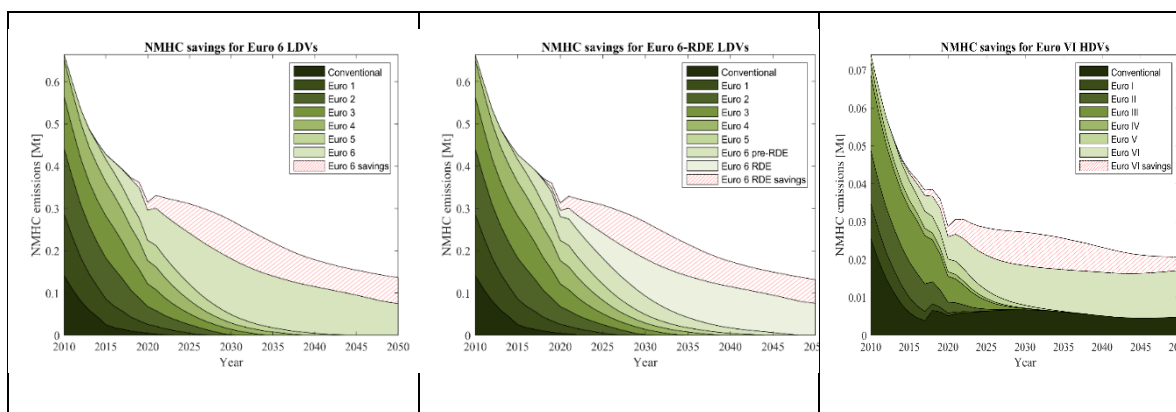 NMHC savings for Euro 6 LDVs
NMHC emissions [Mt]
0.6
0.5
0.4
0.3
0.2
0.1
0
Conventional
Euro 1
Euro 2
Euro 3
Euro 4
Euro 5
Euro 6
Euro 6 savings
2010 2015 2020 2025 2030 2035 2040 2045 2050
Year
NMHC savings for Euro 6-RDE LDVs
NMHC emissions [Mt]
0.6
0.5
0.4
0.3
0.2
0.1
0
Conventional
Euro 1
Euro 2
Euro 3
Euro 4
Euro 5
Euro 6 pre-RDE
Euro 6 RDE
Euro 6 RDE savings
2010 2015 2020 2025 2030 2035 2040 2045 205
Year
NMHC savings for Euro VI HDVs
NMHC emissions [Mt]
0.07
0.06
0.05
0.04
0.03
0.02
0.01
0
Conventional
Euro I
Euro II
Euro III
Euro IV
Euro V
Euro VI
Euro VI savings
2010 2015 2020 2025 2030 2035 2040 2045 205
Year